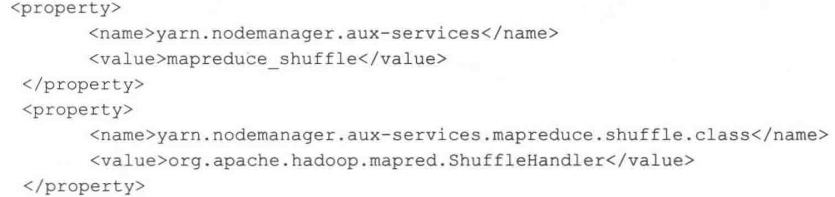 <property>
<name>yarn.nodemanager.aux-services</name>
<value>mapreduce_shuffle</value>
</property>
<property>
<name>yarn.nodemanager.aux-services.mapreduce.shuffle.class</name>
<value>org.apache.hadoop.mapred.ShuffleHandler</value>
</property>